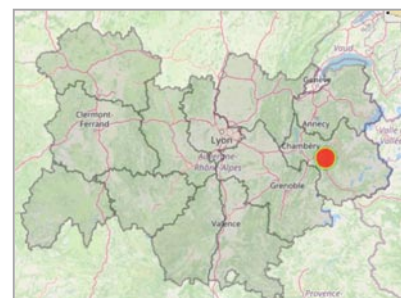 Vaud
Genève
Annecy
Clermont-
Ferrand
Lyon
Chambéry
Auvergne-
Rhône-Alpes
Grenoble
Valence
Provence